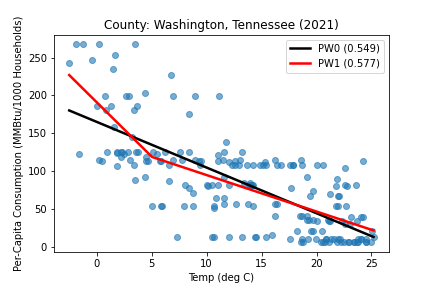 County: Washington, Tennessee (2021)
PW0 (0.549)
PW1 (0.577)
Per-Capita Consumption (MMBtu/1000 Households)
250
200
150
100
50
0
0 5 10 15 20 25
Temp (deg C)